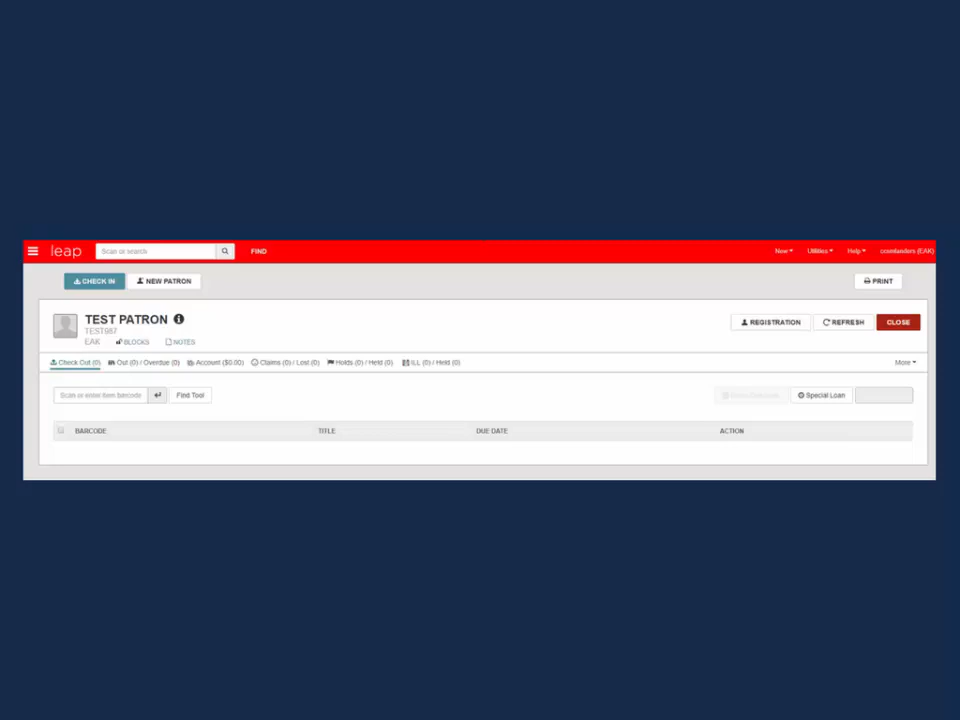 leap Scan or search FIND New Utilities Help
CHECK IN NEW PATRON PRINT
TEST PATRON
TEST987
EAK BLOCKS NOTES
REGISTRATION REFRESH CLOSE
Check Out (0) Out (0) / Overdue (0) Account ($0.00) Claims (0) / Lost (0) Holds (0) / Held (0) ILL (0) / Held (0) More
Scan or enter item barcode Find Tool Special Loan
BARCODE TITLE DUE DATE ACTION